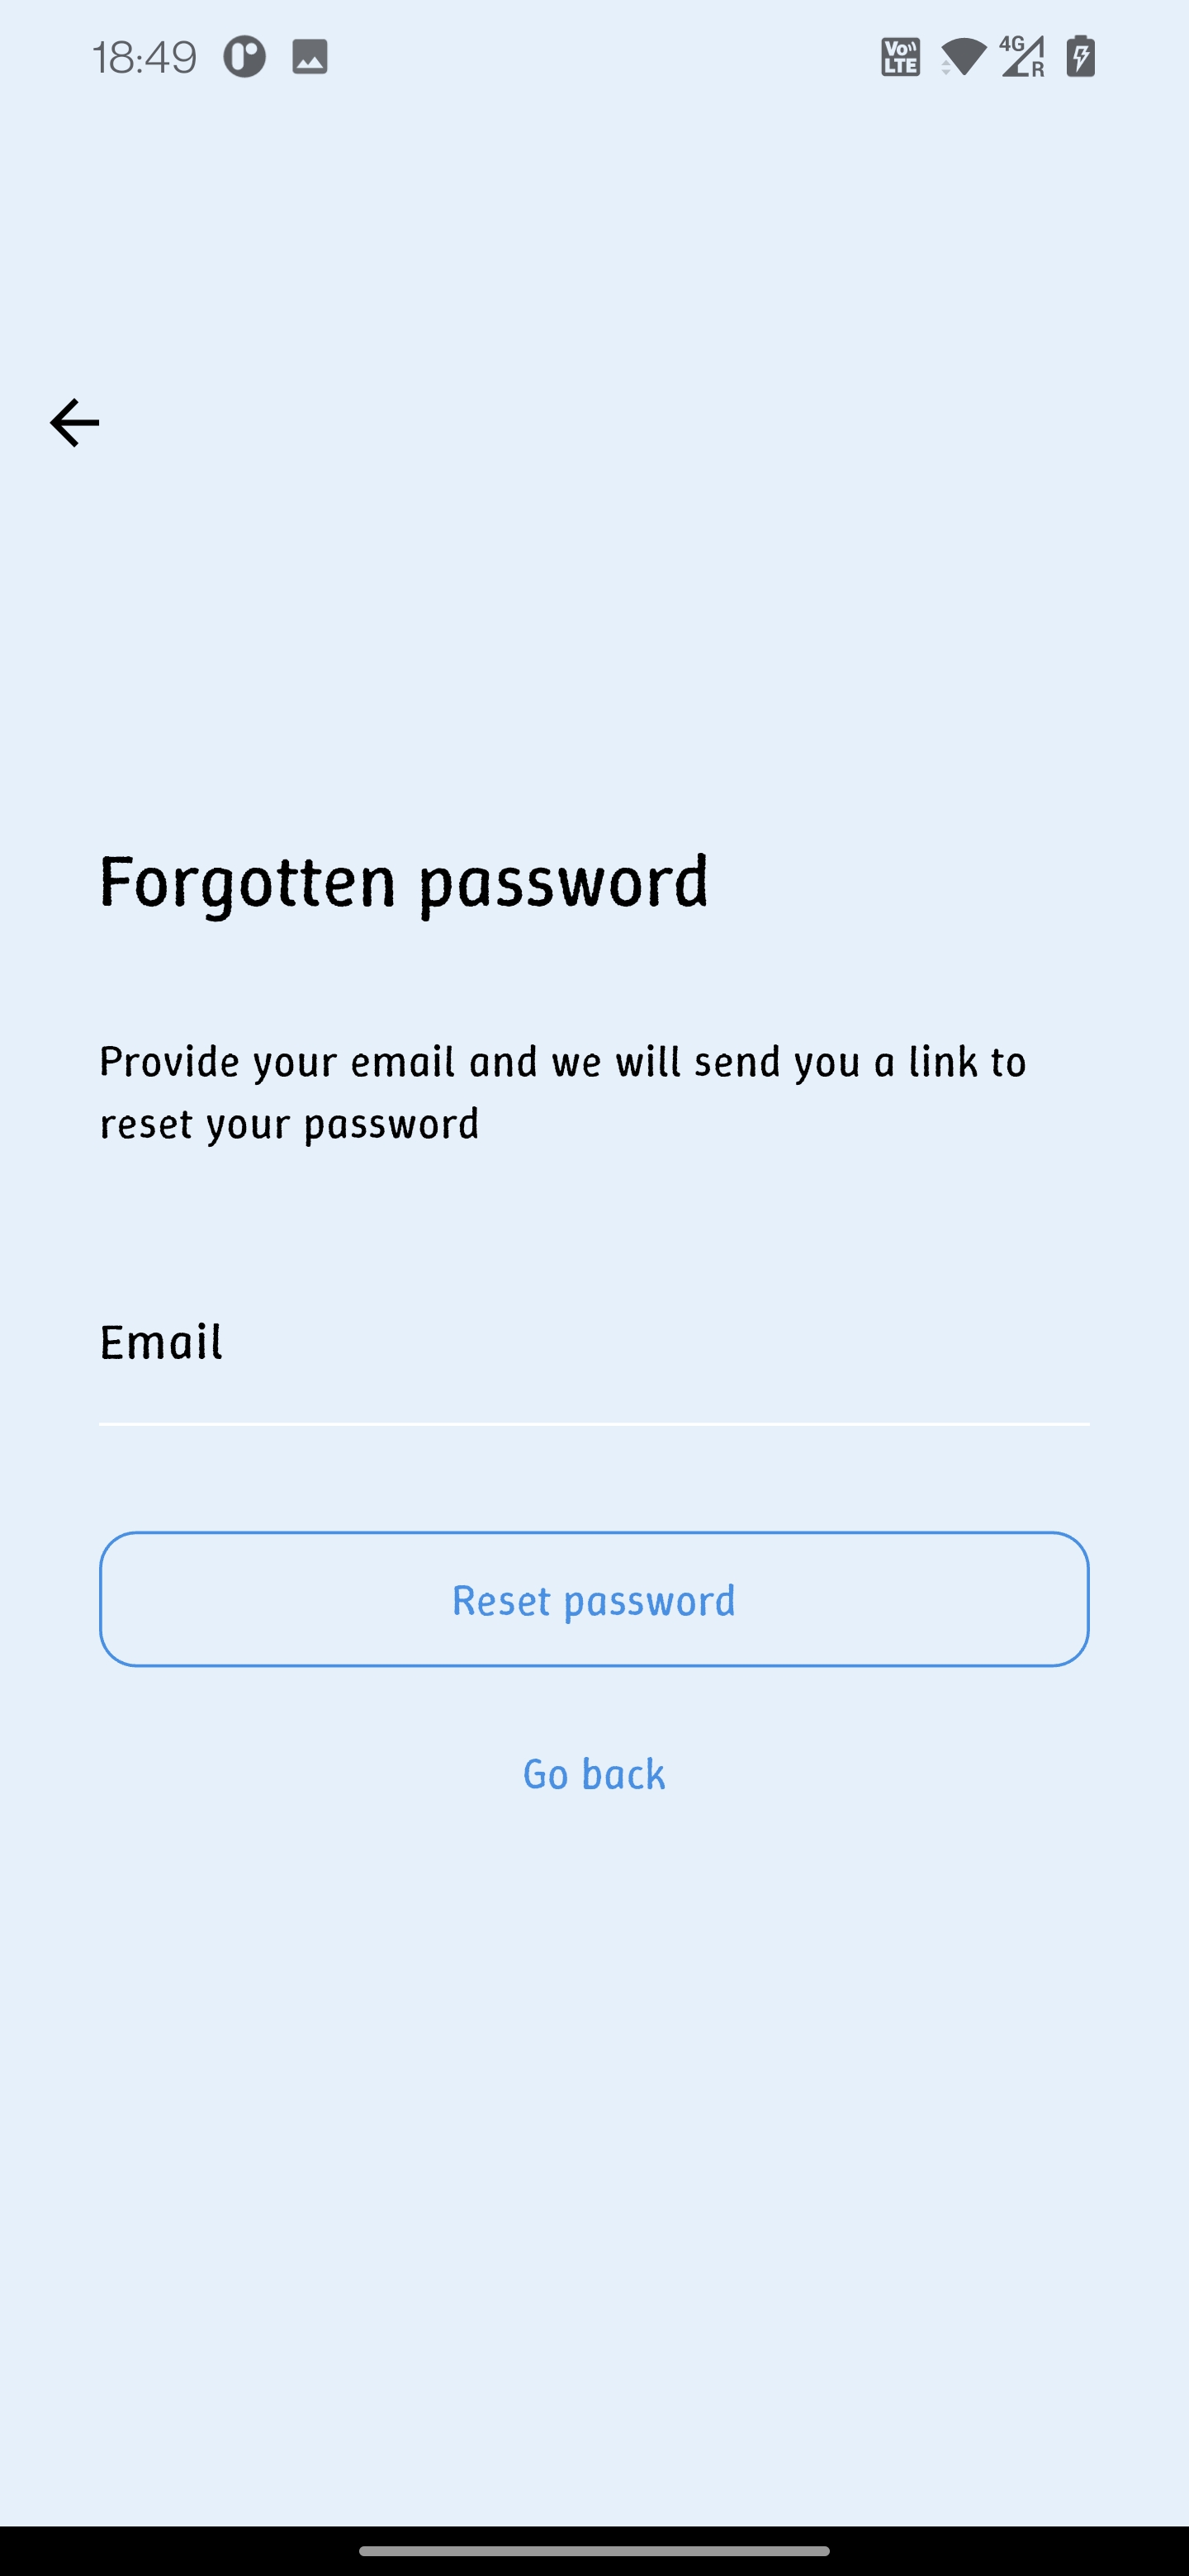 18:49
Vo LTE
4G
R
Forgotten password
Provide your email and we will send you a link to
reset your password
Email
Reset password
Go back